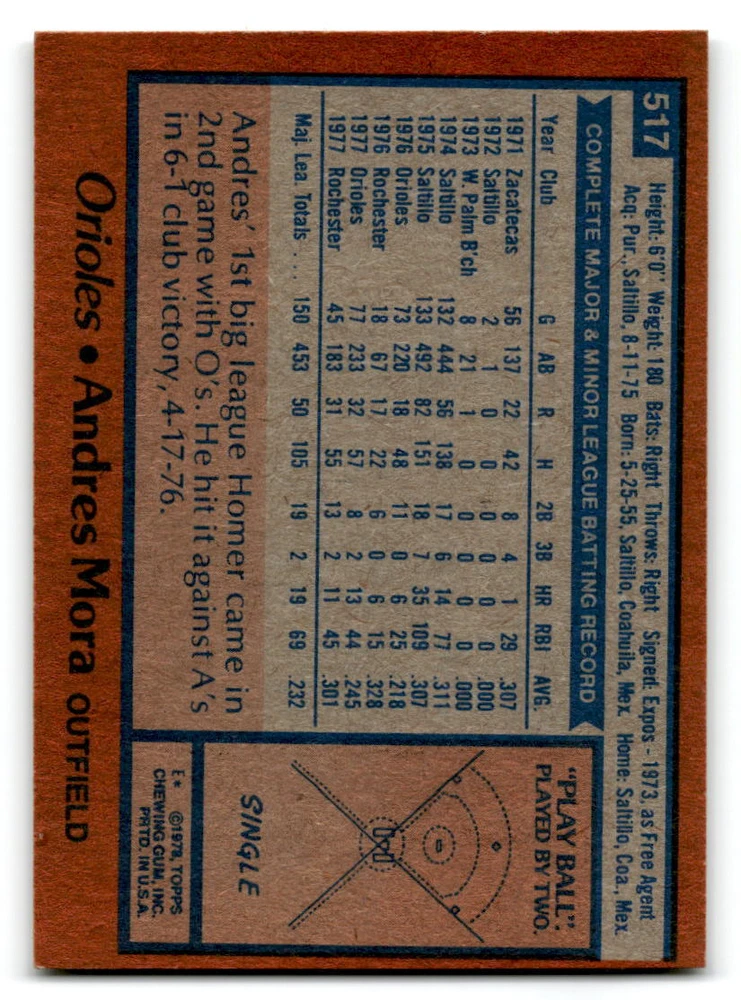 517
Height: 6'0" Weight: 180 Bats: Right Throws: Right Signed: Expos - 1973, as Free Agent
Acq: Pur., Saltillo, 8-11-75 Born: 5-25-55, Saltillo, Coahuila, Mex. Home: Saltillo, Coa., Mex.
COMPLETE MAJOR & MINOR LEAGUE BATTING RECORD
Year Club G AB R H 2B 3B HR RBI AVG.
1971 Zacatecas 56 137 22 42 8 4 1 29 .307
1972 Saltillo 2 1 0 0 0 0 0 0 .000
1973 W. Palm B'ch 8 21 1 0 0 0 0 0 .000
1974 Saltillo 132 444 56 138 17 6 14 77 .311
1975 Saltillo 133 492 82 151 18 7 35 109 .307
1976 Orioles 73 220 18 48 11 0 6 25 .218
1976 Rochester 18 67 17 22 6 0 6 15 .328
1977 Orioles 77 233 32 57 8 2 13 44 .245
1977 Rochester 45 183 31 55 13 2 11 45 .301
Maj. Lea. Totals . . . 150 453 50 105 19 2 19 69 .232
Andres' 1st big league Homer came in
2nd game with O's. He hit it against A's
in 6-1 club victory, 4-17-76.
"PLAY BALL":
PLAYED BY TWO.
SINGLE
E* ©1978, TOPPS
CHEWING GUM, INC.
PRTD. IN U.S.A.
Orioles • Andres Mora OUTFIELD